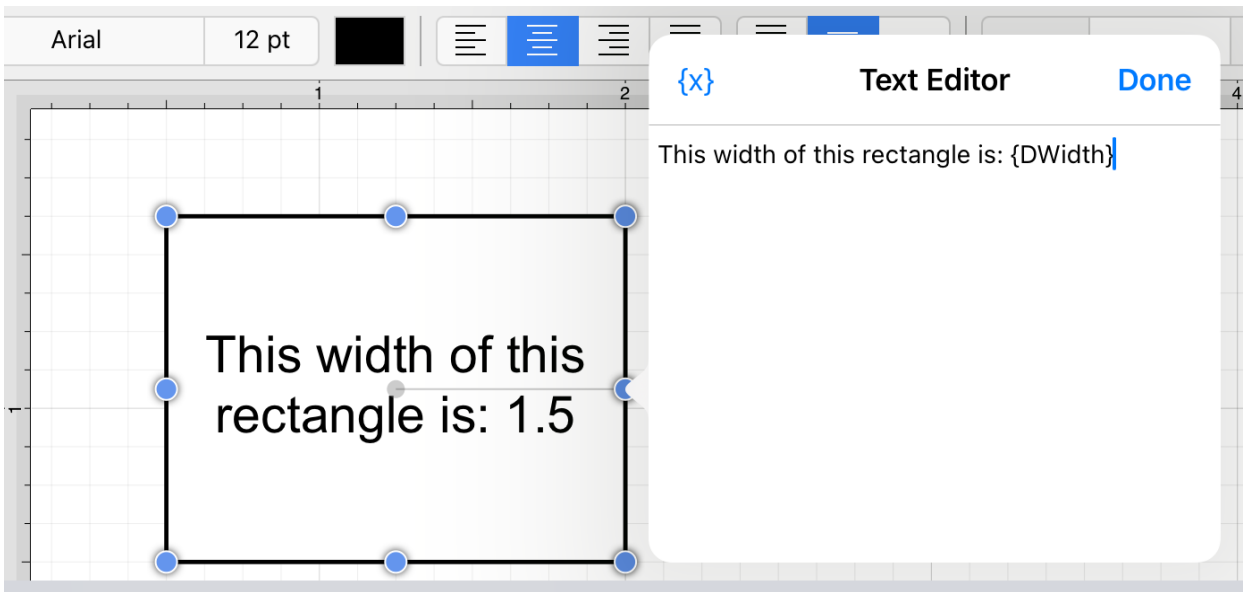 Arial 12 pt
{x} Text Editor Done
1 2 4
This width of this rectangle is: {DWidth}
This width of this
rectangle is: 1.5
1